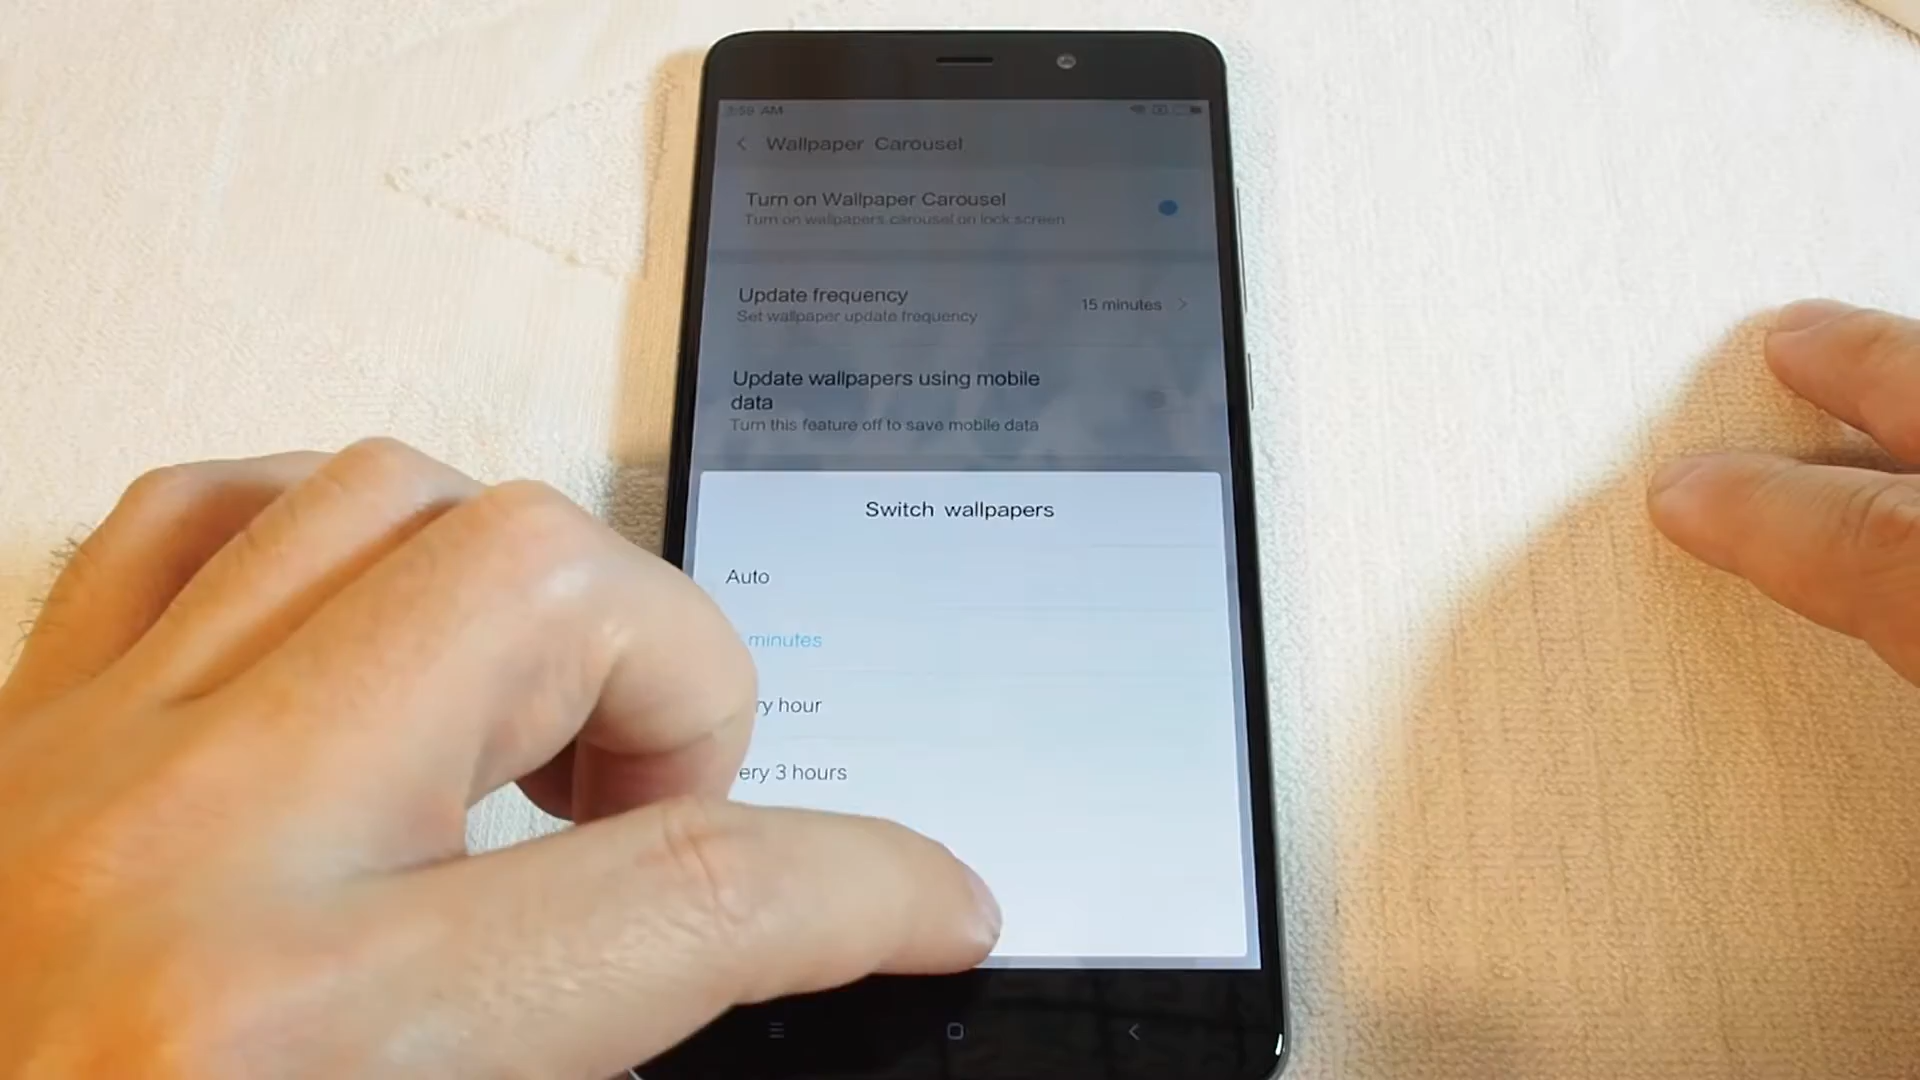 :59 AM
Wallpaper Carousel
Turn on Wallpaper Carousel
Turn on wallpapers carousel on lock screen
Update frequency
Set wallpaper update frequency
15 minutes
Update wallpapers using mobile
data
Turn this feature off to save mobile data
Switch wallpapers
Auto
minutes
ry hour
ery 3 hours